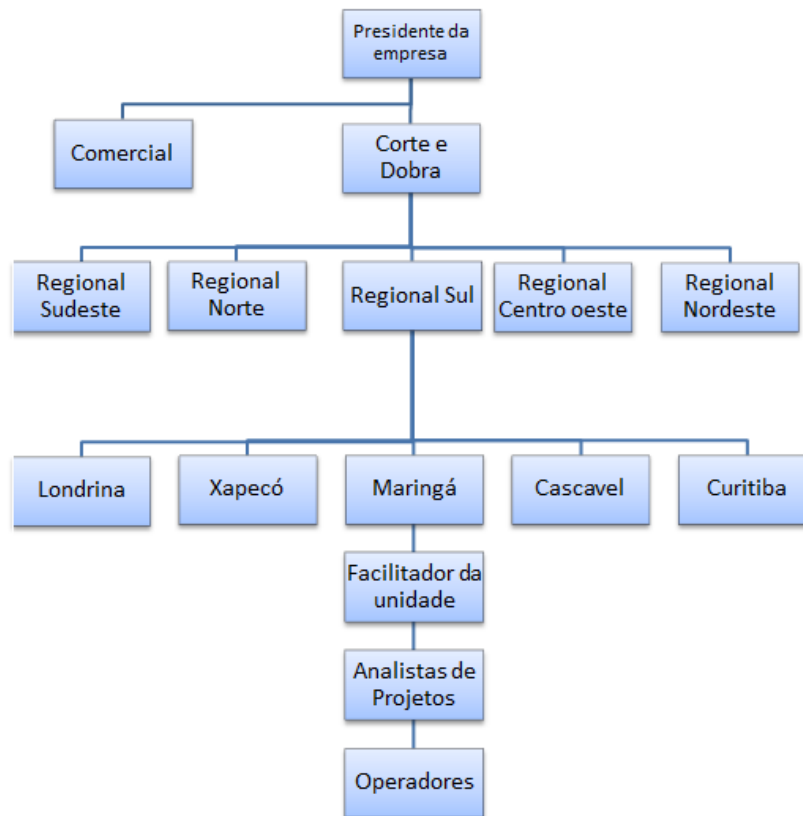 Presidente da
empresa
Comercial
Corte e
Dobra
Regional
Sudeste
Regional
Norte
Regional Sul
Regional
Centro oeste
Regional
Nordeste
Londrina
Xapecó
Maringá
Cascavel
Curitiba
Facilitador da
unidade
Analistas de
Projetos
Operadores